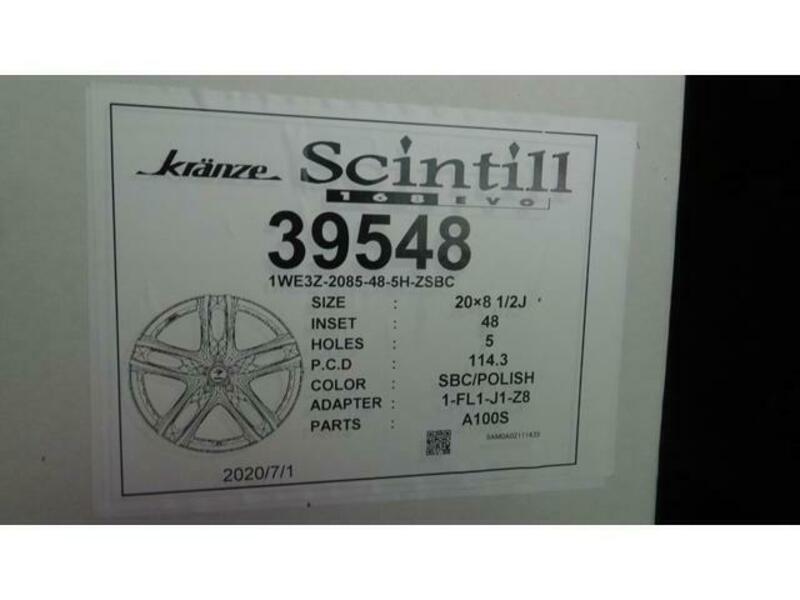 Kränze Scintill
168 EVO
39548
1WE3Z-2085-48-5H-ZSBC
SIZE : 20×8 1/2J
INSET : 48
HOLES : 5
P.C.D : 114.3
COLOR : SBC/POLISH
ADAPTER : 1-FL1-J1-Z8
PARTS : A100S
2020/7/1